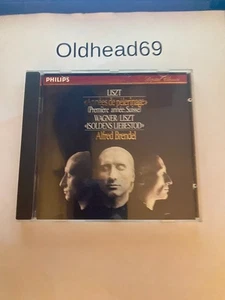 Oldhead69
PHILIPS
LISZT
«Années de pèlerinage»
(Première année: Suisse)
WAGNER/LISZT
«ISOLDENS LIEBESTOD»
Alfred Brendel